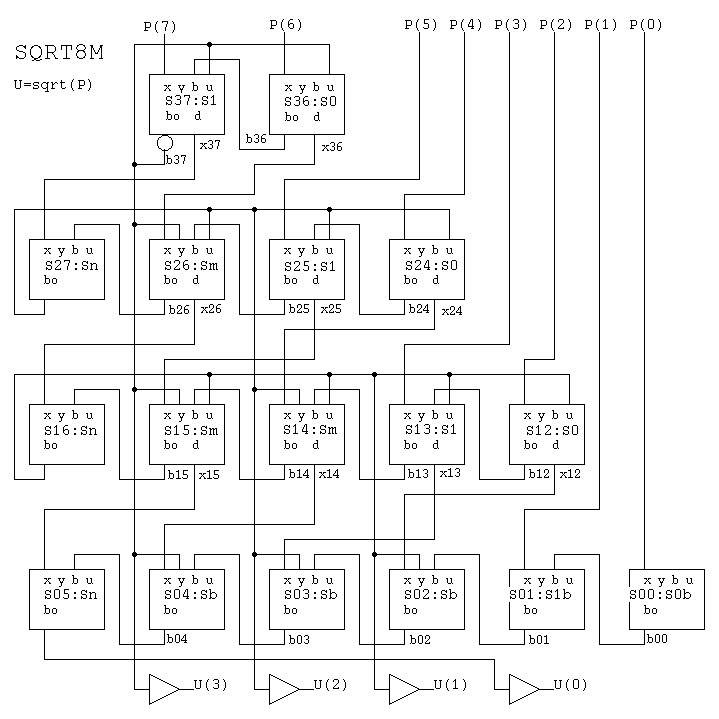 P(7) P(6) P(5) P(4) P(3) P(2) P(1) P(0)
SQRT8M
U=sqrt(P)
x y b u x y b u
S37:S1 S36:S0
bo d bo d
b37 x37 b36 x36
x y b u x y b u x y b u x y b u
S27:Sn S26:Sm S25:S1 S24:S0
bo bo d bo d bo d
b26 x26 b25 x25 b24 x24
x y b u x y b u x y b u x y b u x y b u
S16:Sn S15:Sm S14:Sm S13:S1 S12:S0
bo bo d bo d bo d bo d
b15 x15 b14 x14 b13 x13 b12 x12
x y b u x y b u x y b u x y b u x y b u x y b u
S05:Sn S04:Sb S03:Sb S02:Sb S01:S1b S00:S0b
bo bo bo bo bo bo
b04 b03 b02 b01 b00
U(3) U(2) U(1) U(0)